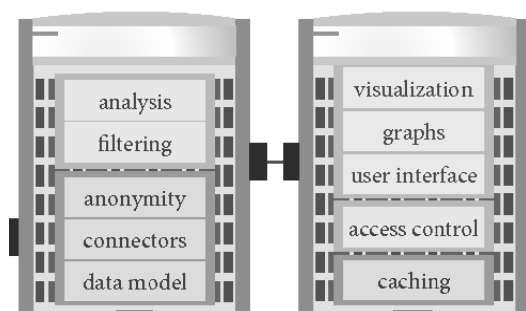 analysis
filtering
anonymity
connectors
data model
visualization
graphs
user interface
access control
caching